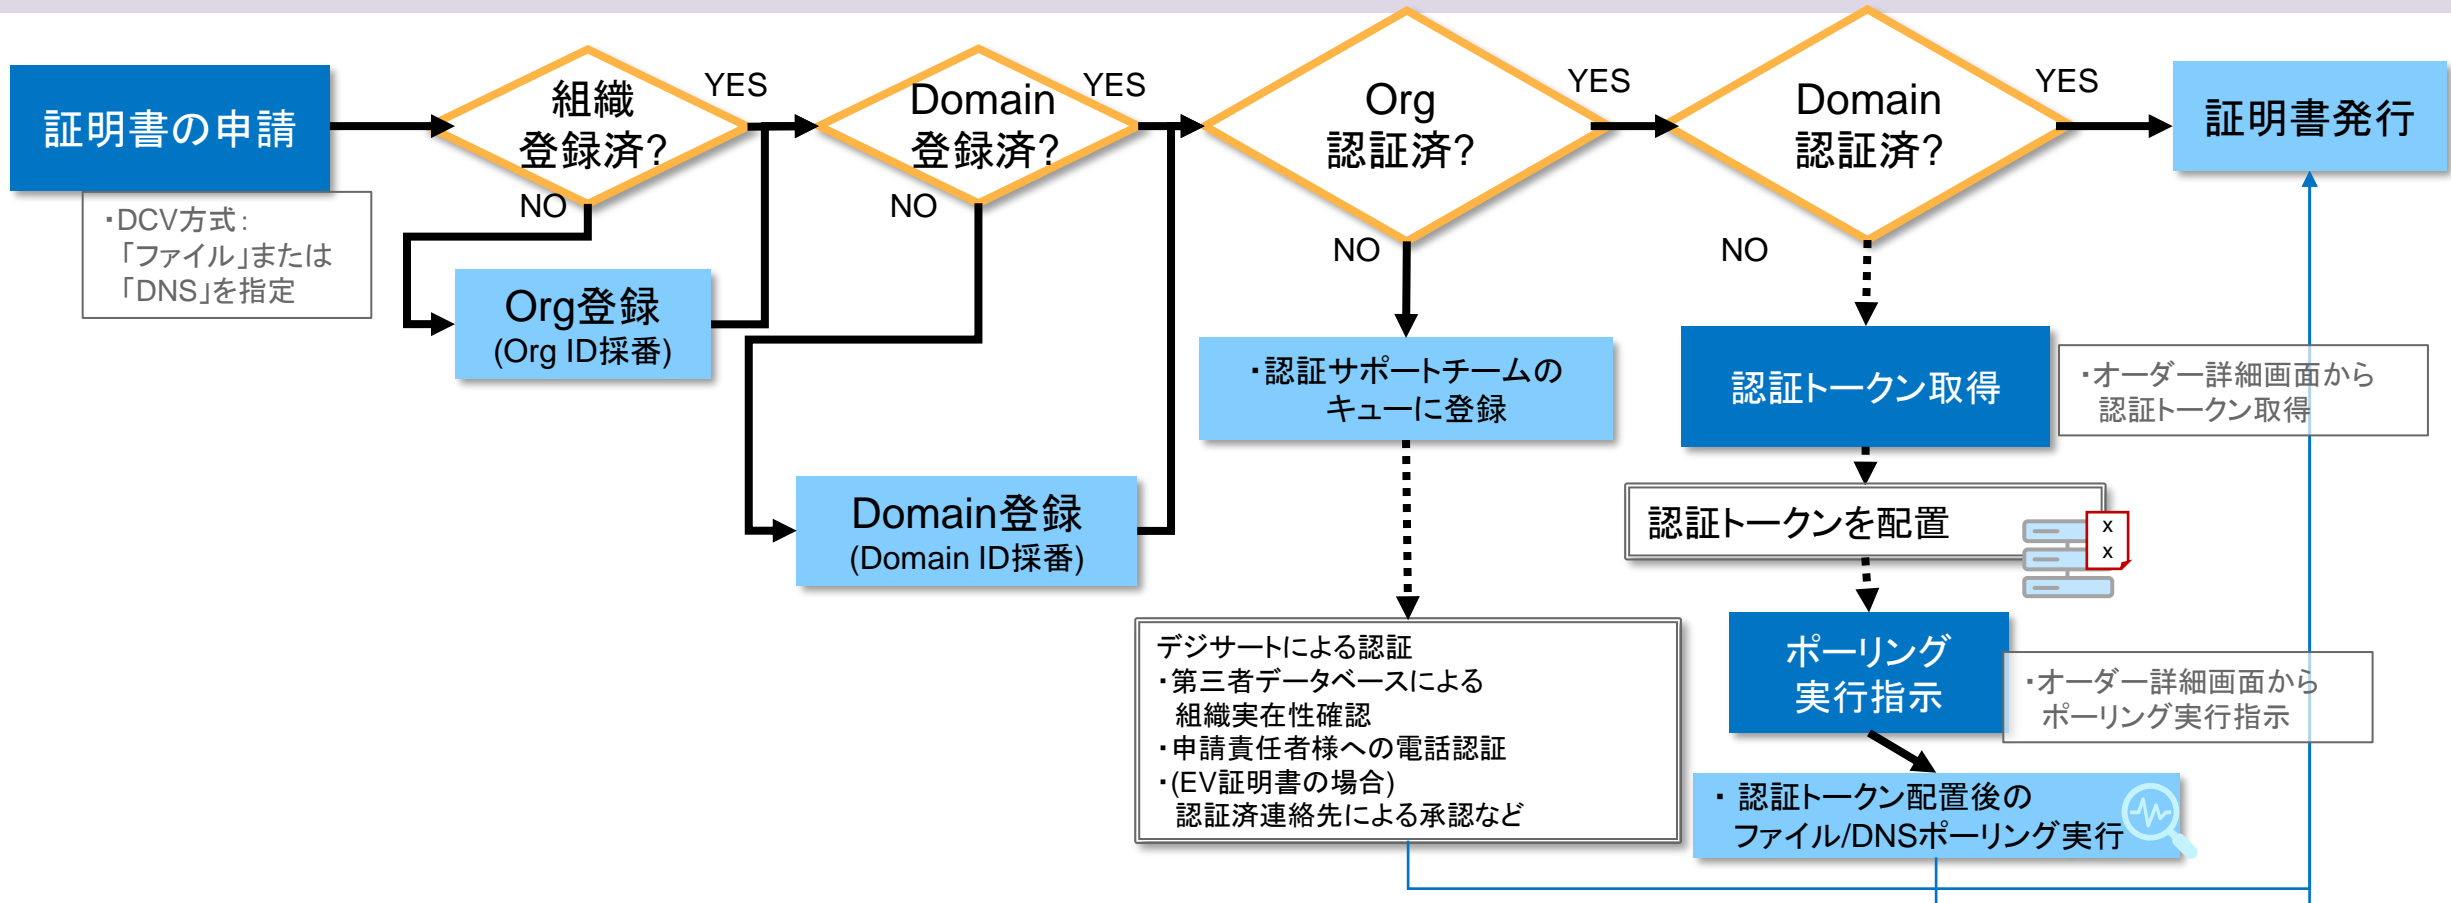 証明書の申請
・DCV方式：
「ファイル」または
「DNS」を指定
組織
登録済?
YES
NO
Org登録
(Org ID採番)
Domain
登録済?
YES
NO
Domain登録
(Domain ID採番)
Org
認証済?
YES
NO
・認証サポートチームの
キューに登録
デジサートによる認証
・第三者データベースによる
組織実在性確認
・申請責任者様への電話認証
・(EV証明書の場合)
認証済連絡先による承認など
Domain
認証済?
YES
NO
認証トークン取得
・オーダー詳細画面から
認証トークン取得
認証トークンを配置
x
x
ポーリング
実行指示
・オーダー詳細画面から
ポーリング実行指示
・ 認証トークン配置後の
ファイル/DNSポーリング実行
証明書発行